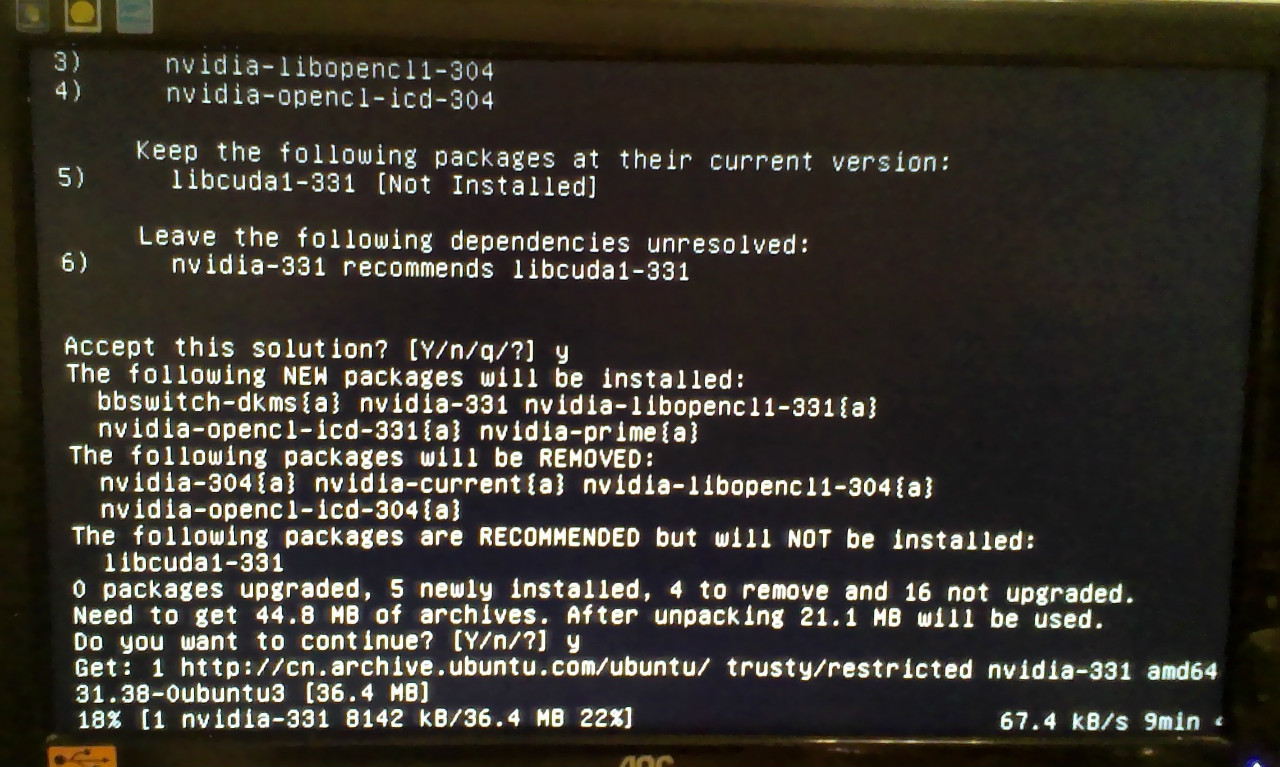 3) nvidia-libopencl1-304
4) nvidia-opencl-icd-304
Keep the following packages at their current version:
5) libcuda1-331 [Not Installed]
Leave the following dependencies unresolved:
6) nvidia-331 recommends libcuda1-331
Accept this solution? [Y/n/q/?] y
The following NEW packages will be installed:
bbswitch-dkms{a} nvidia-331 nvidia-libopencl1-331{a}
nvidia-opencl-icd-331{a} nvidia-prime{a}
The following packages will be REMOVED:
nvidia-304{a} nvidia-current{a} nvidia-libopencl1-304{a}
nvidia-opencl-icd-304{a}
The following packages are RECOMMENDED but will NOT be installed:
libcuda1-331
0 packages upgraded, 5 newly installed, 4 to remove and 16 not upgraded.
Need to get 44.8 MB of archives. After unpacking 21.1 MB will be used.
Do you want to continue? [Y/n/?] y
Get: 1 http://cn.archive.ubuntu.com/ubuntu/ trusty/restricted nvidia-331 amd64
31.38-0ubuntu3 [36.4 MB]
18% [1 nvidia-331 8142 kB/36.4 MB 22%] 67.4 kB/s 9min
AOC